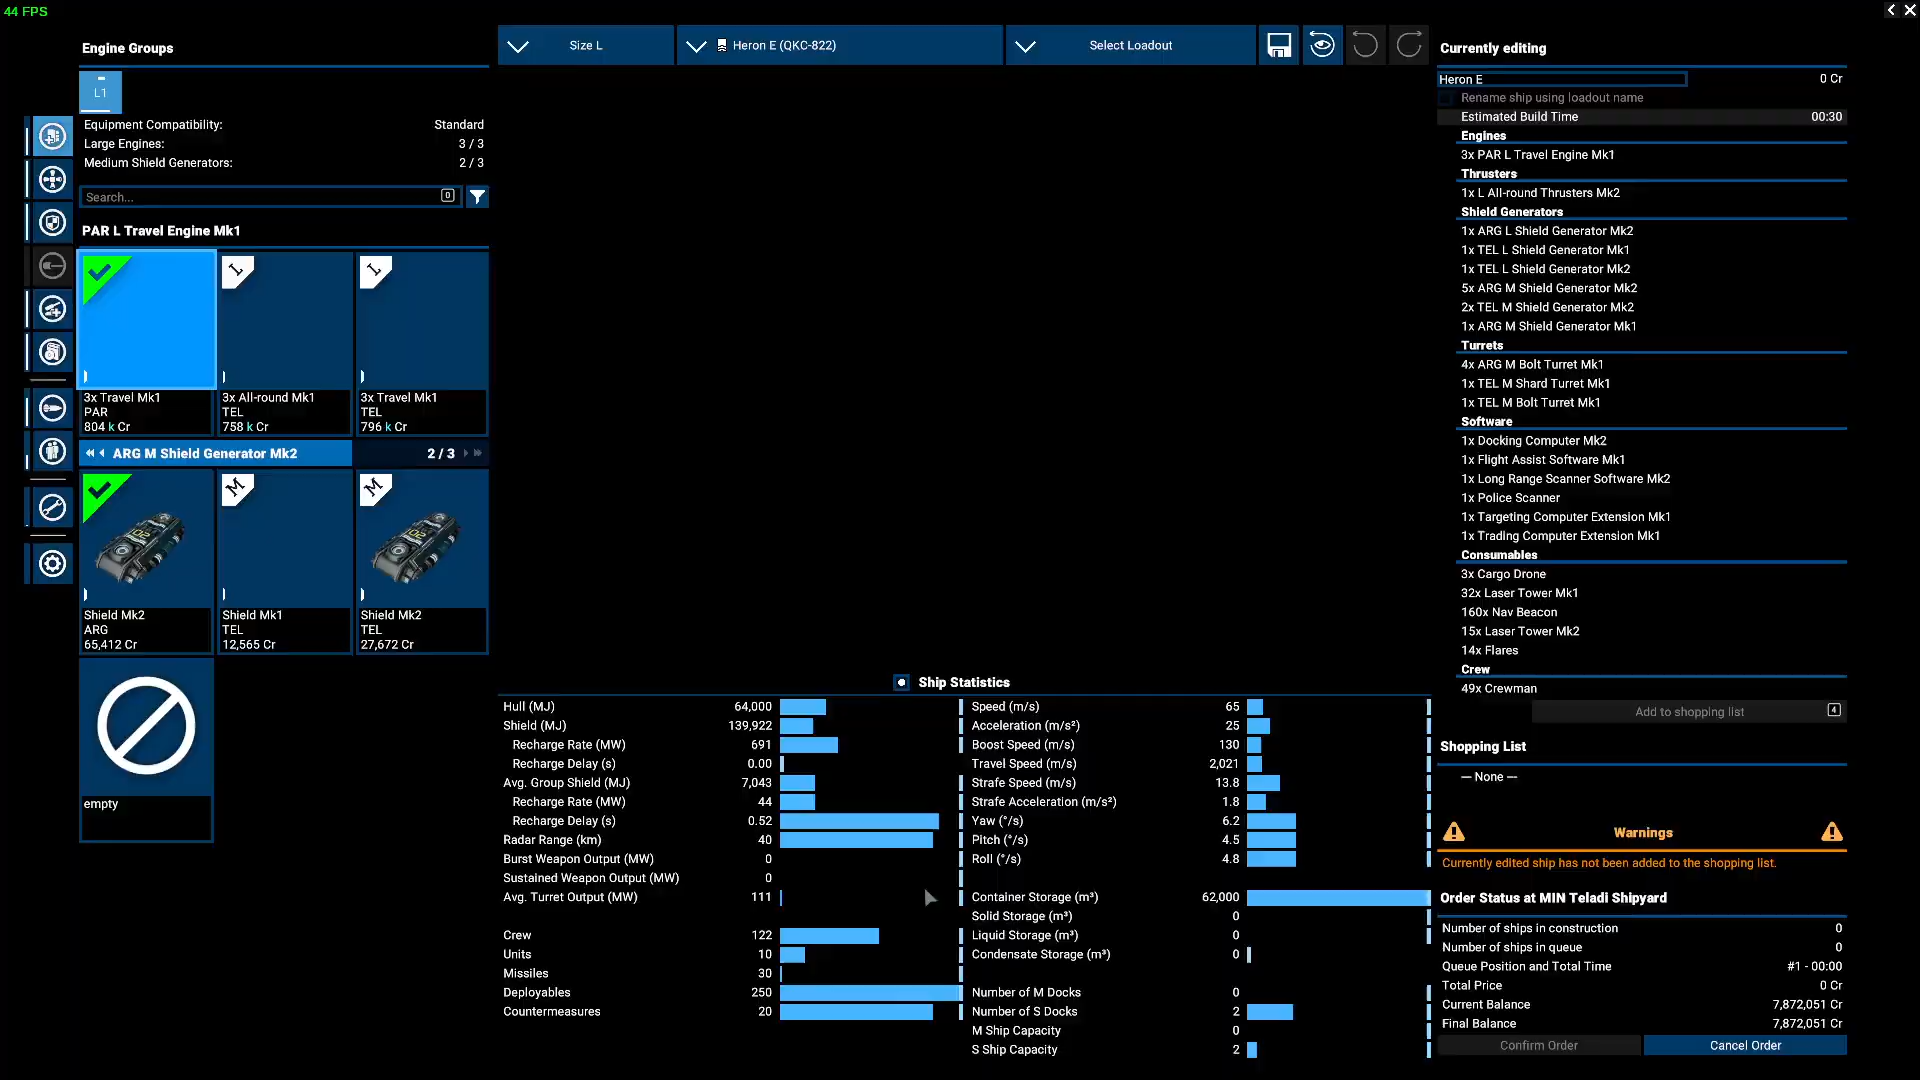 44 FPS
Engine Groups
L1
Equipment Compatibility: Standard
Large Engines: 3 / 3
Medium Shield Generators: 2 / 3
Search...
PAR L Travel Engine Mk1
L
L
3x Travel Mk1
PAR
804 k Cr
3x All-round Mk1
TEL
758 k Cr
3x Travel Mk1
TEL
796 k Cr
ARG M Shield Generator Mk2 2 / 3
M
M
Shield Mk2
ARG
65,412 Cr
Shield Mk1
TEL
12,565 Cr
Shield Mk2
TEL
27,672 Cr
empty
Size L
Heron E (QKC-822)
Select Loadout
Ship Statistics
Hull (MJ) 64,000
Shield (MJ) 139,922
Recharge Rate (MW) 691
Recharge Delay (s) 0.00
Avg. Group Shield (MJ) 7,043
Recharge Rate (MW) 44
Recharge Delay (s) 0.52
Radar Range (km) 40
Burst Weapon Output (MW) 0
Sustained Weapon Output (MW) 0
Avg. Turret Output (MW) 111
Crew 122
Units 10
Missiles 30
Deployables 250
Countermeasures 20
Speed (m/s) 65
Acceleration (m/s²) 25
Boost Speed (m/s) 130
Travel Speed (m/s) 2,021
Strafe Speed (m/s) 13.8
Strafe Acceleration (m/s²) 1.8
Yaw (°/s) 6.2
Pitch (°/s) 4.5
Roll (°/s) 4.8
Container Storage (m³) 62,000
Solid Storage (m³) 0
Liquid Storage (m³) 0
Condensate Storage (m³) 0
Number of M Docks 0
Number of S Docks 2
M Ship Capacity 0
S Ship Capacity 2
Currently editing
Heron E 0 Cr
Rename ship using loadout name
Estimated Build Time 00:30
Engines
3x PAR L Travel Engine Mk1
Thrusters
1x L All-round Thrusters Mk2
Shield Generators
1x ARG L Shield Generator Mk2
1x TEL L Shield Generator Mk1
1x TEL L Shield Generator Mk2
5x ARG M Shield Generator Mk2
2x TEL M Shield Generator Mk2
1x ARG M Shield Generator Mk1
Turrets
4x ARG M Bolt Turret Mk1
1x TEL M Shard Turret Mk1
1x TEL M Bolt Turret Mk1
Software
1x Docking Computer Mk2
1x Flight Assist Software Mk1
1x Long Range Scanner Software Mk2
1x Police Scanner
1x Targeting Computer Extension Mk1
1x Trading Computer Extension Mk1
Consumables
3x Cargo Drone
32x Laser Tower Mk1
160x Nav Beacon
15x Laser Tower Mk2
14x Flares
Crew
49x Crewman
Add to shopping list 4
Shopping List
— None —
Warnings
Currently edited ship has not been added to the shopping list.
Order Status at MIN Teladi Shipyard
Number of ships in construction 0
Number of ships in queue 0
Queue Position and Total Time #1 - 00:00
Total Price 0 Cr
Current Balance 7,872,051 Cr
Final Balance 7,872,051 Cr
Confirm Order
Cancel Order